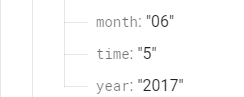 month: "06"
time: "5"
year: "2017"